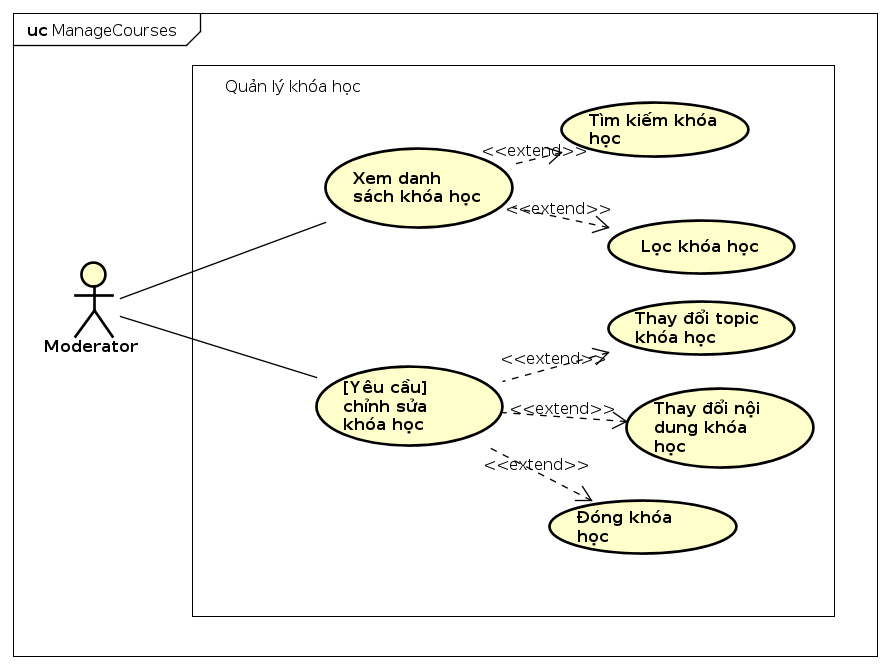 uc ManageCourses
Quản lý khóa học
Tìm kiếm khóa
học
<<extend>>
Xem danh
sách khóa học
<<extend>>
Lọc khóa học
Moderator
Thay đổi topic
khóa học
<<extend>>
[Yêu cầu]
chỉnh sửa
khóa học
<<extend>>
Thay đổi nội
dung khóa
học
<<extend>>
Đóng khóa
học